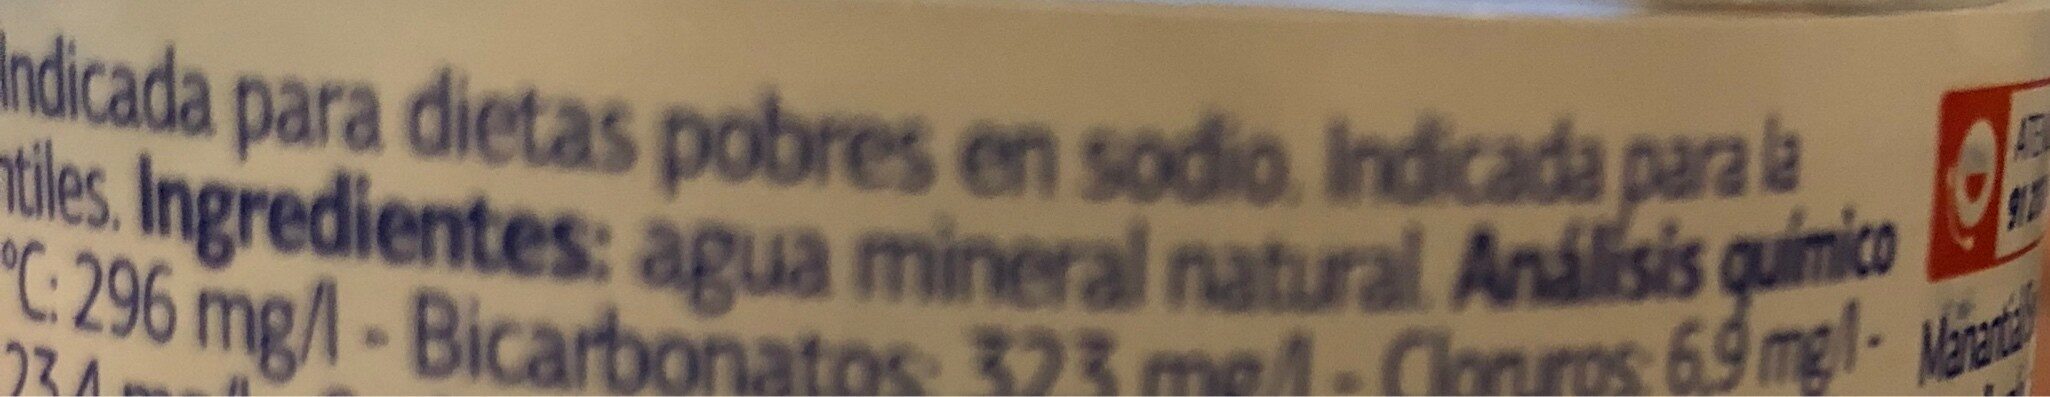 Indicada para dietas pobres en sodio. Indicada para la
ntiles. Ingredientes: agua mineral natural. Análisis químico
°C: 296 mg/l - Bicarbonatos: 323 mg/l - Cloruros: 6,9 mg/l -